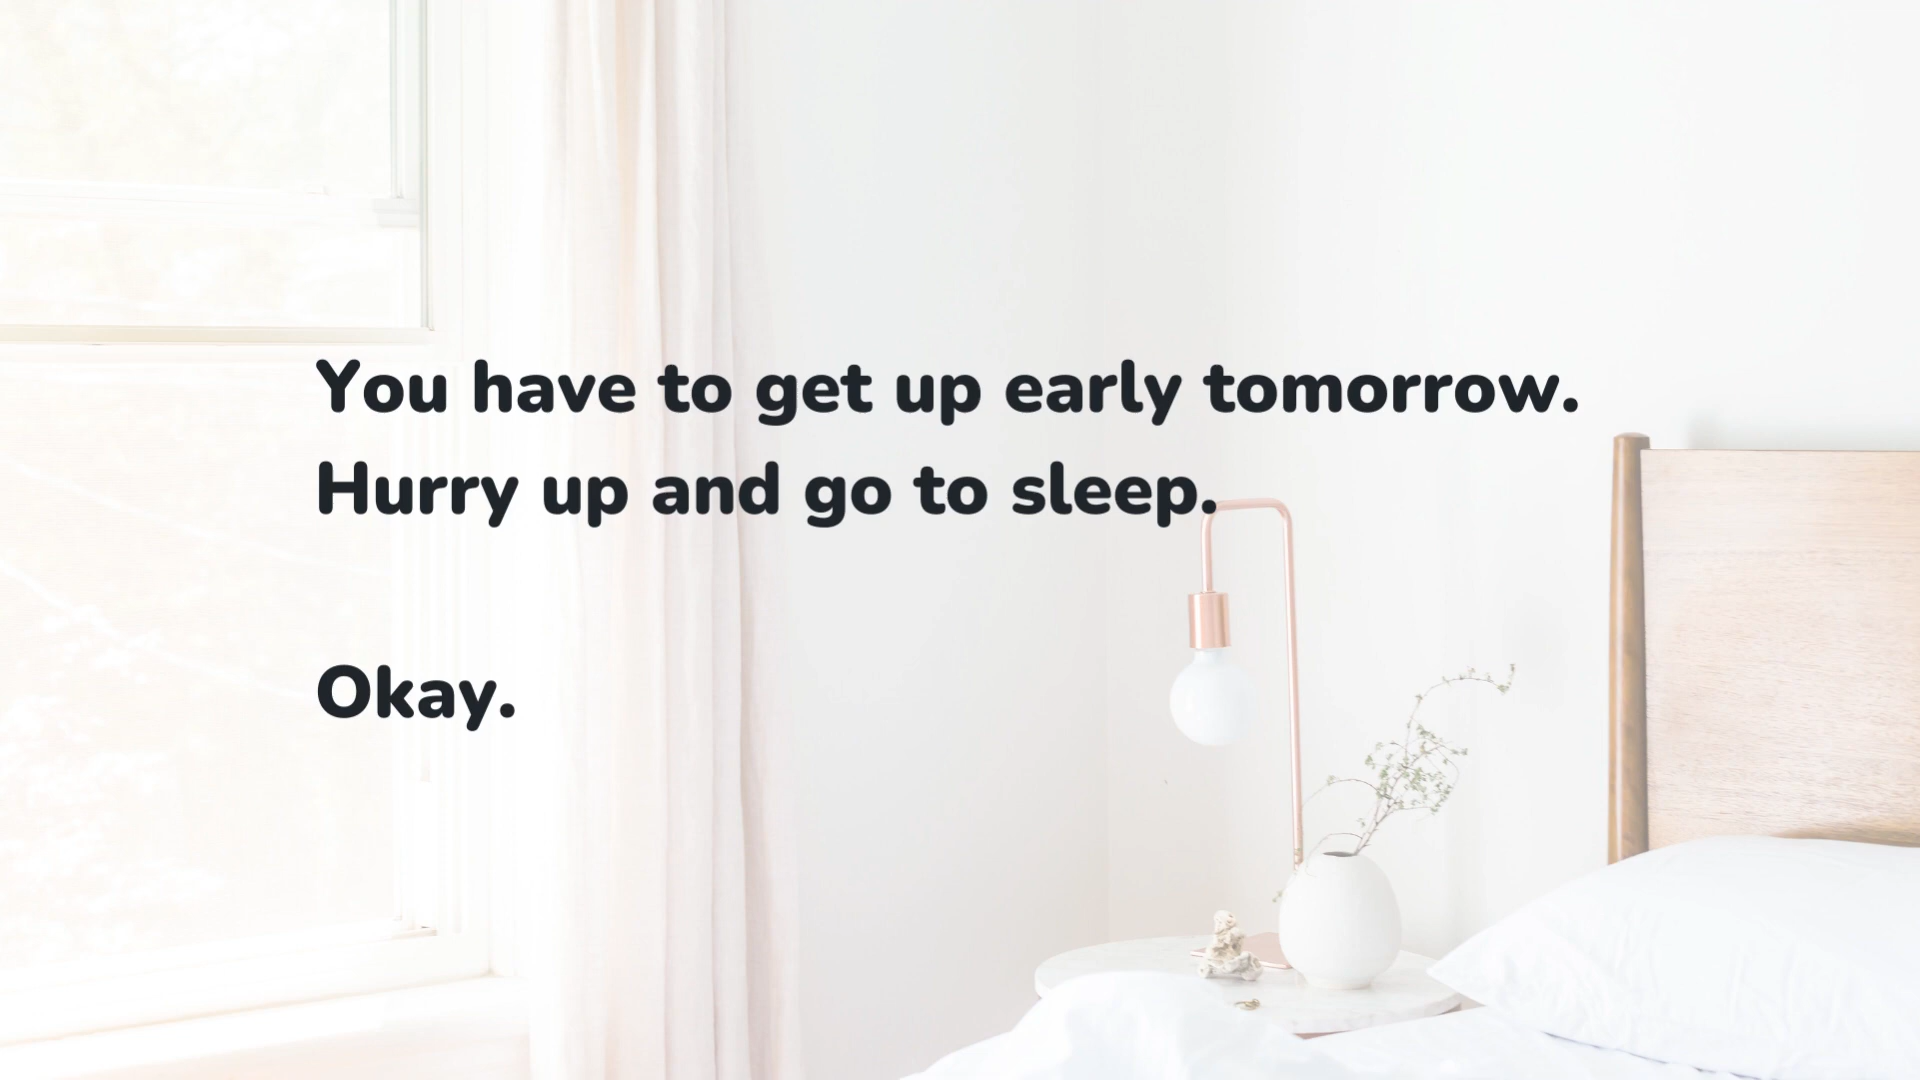 You have to get up early tomorrow.
Hurry up and go to sleep.
Okay.